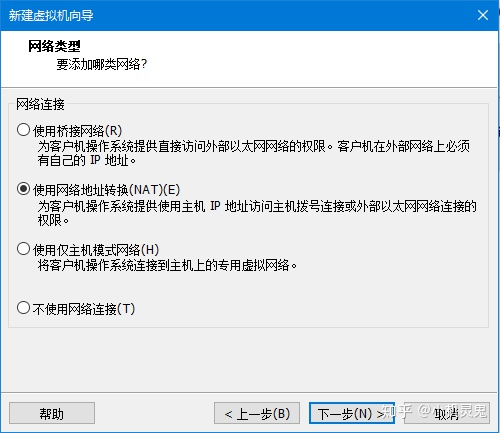 新建虚拟机向导
网络类型
要添加哪类网络?
网络连接
使用桥接网络(R)
为客户机操作系统提供直接访问外部以太网网络的权限。客户机在外部网络上必须
有自己的 IP 地址。
使用网络地址转换(NAT)(E)
为客户机操作系统提供使用主机 IP 地址访问主机拨号连接或外部以太网网络连接的
权限。
使用仅主机模式网络(H)
将客户机操作系统连接到主机上的专用虚拟网络。
不使用网络连接(T)
帮助
< 上一步(B)
下一步(N) >
取消
知乎